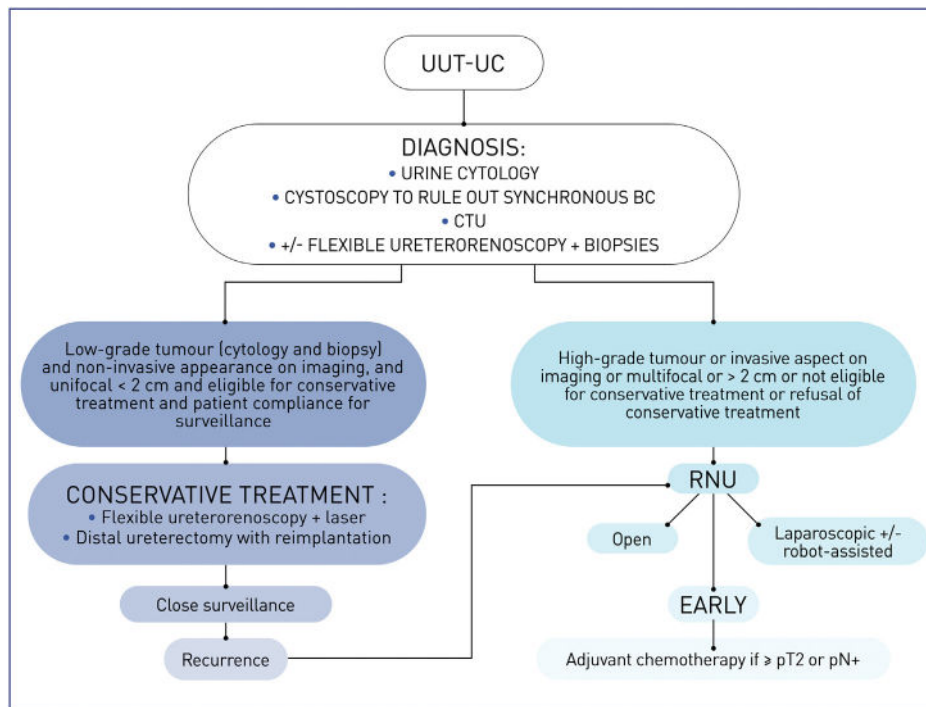 UUT-UC
DIAGNOSIS:
• URINE CYTOLOGY
• CYSTOSCOPY TO RULE OUT SYNCHRONOUS BC
• CTU
• +/- FLEXIBLE URETERORENOSCOPY + BIOPSIES
Low-grade tumour (cytology and biopsy)
and non-invasive appearance on imaging, and
unifocal < 2 cm and eligible for conservative
treatment and patient compliance for
surveillance
CONSERVATIVE TREATMENT :
• Flexible ureterorenoscopy + laser
• Distal ureterectomy with reimplantation
Close surveillance
Recurrence
High-grade tumour or invasive aspect on
imaging or multifocal or > 2 cm or not eligible
for conservative treatment or refusal of
conservative treatment
RNU
Open
Laparoscopic +/-
robot-assisted
EARLY
Adjuvant chemotherapy if ⩾ pT2 or pN+